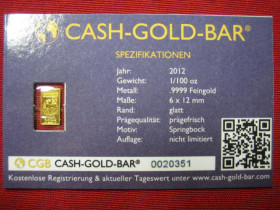 CASH-GOLD-BAR®
SPEZIFIKATIONEN
Jahr: 2012
Gewicht: 1/100 oz
Metall: .9999 Feingold
Maße: 6 x 12 mm
Rand: glatt
Prägequalität: prägefrisch
Motiv: Springbock
Auflage: nicht limitiert
CGB CASH-GOLD-BAR® 0020351
Kostenlose Registrierung & aktueller Tageswert unter www.cash-gold-bar.com